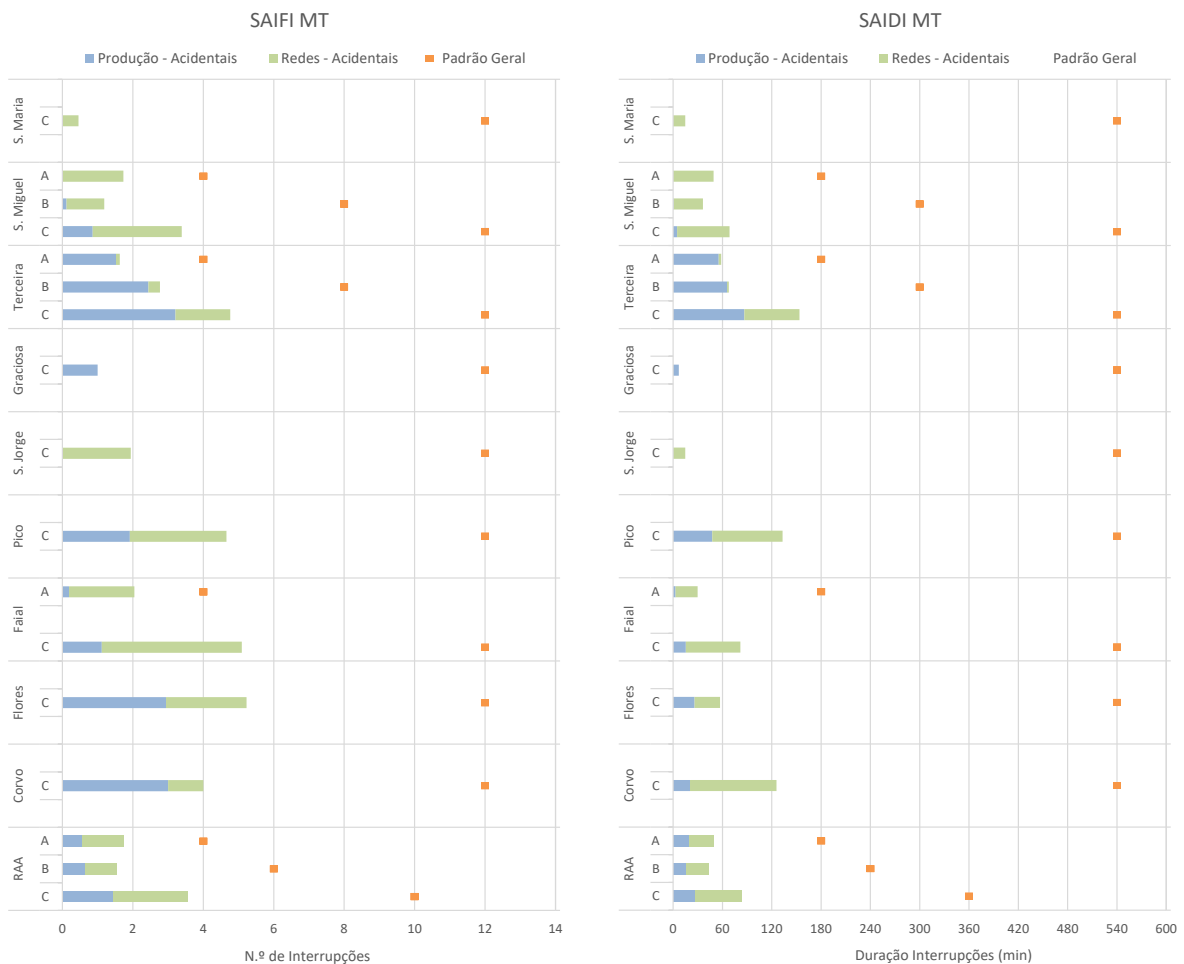 SAIFI MT
Produção - Acidentais Redes - Acidentais Padrão Geral
S. Maria
C
S. Miguel
A
B
C
Terceira
A
B
C
Graciosa
C
S. Jorge
C
Pico
C
Faial
A
C
Flores
C
Corvo
C
RAA
A
B
C
0 2 4 6 8 10 12 14
N.º de Interrupções
SAIDI MT
Produção - Acidentais Redes - Acidentais Padrão Geral
S. Maria
C
S. Miguel
A
B
C
Terceira
A
B
C
Graciosa
C
S. Jorge
C
Pico
C
Faial
A
C
Flores
C
Corvo
C
RAA
A
B
C
0 60 120 180 240 300 360 420 480 540 600
Duração Interrupções (min)